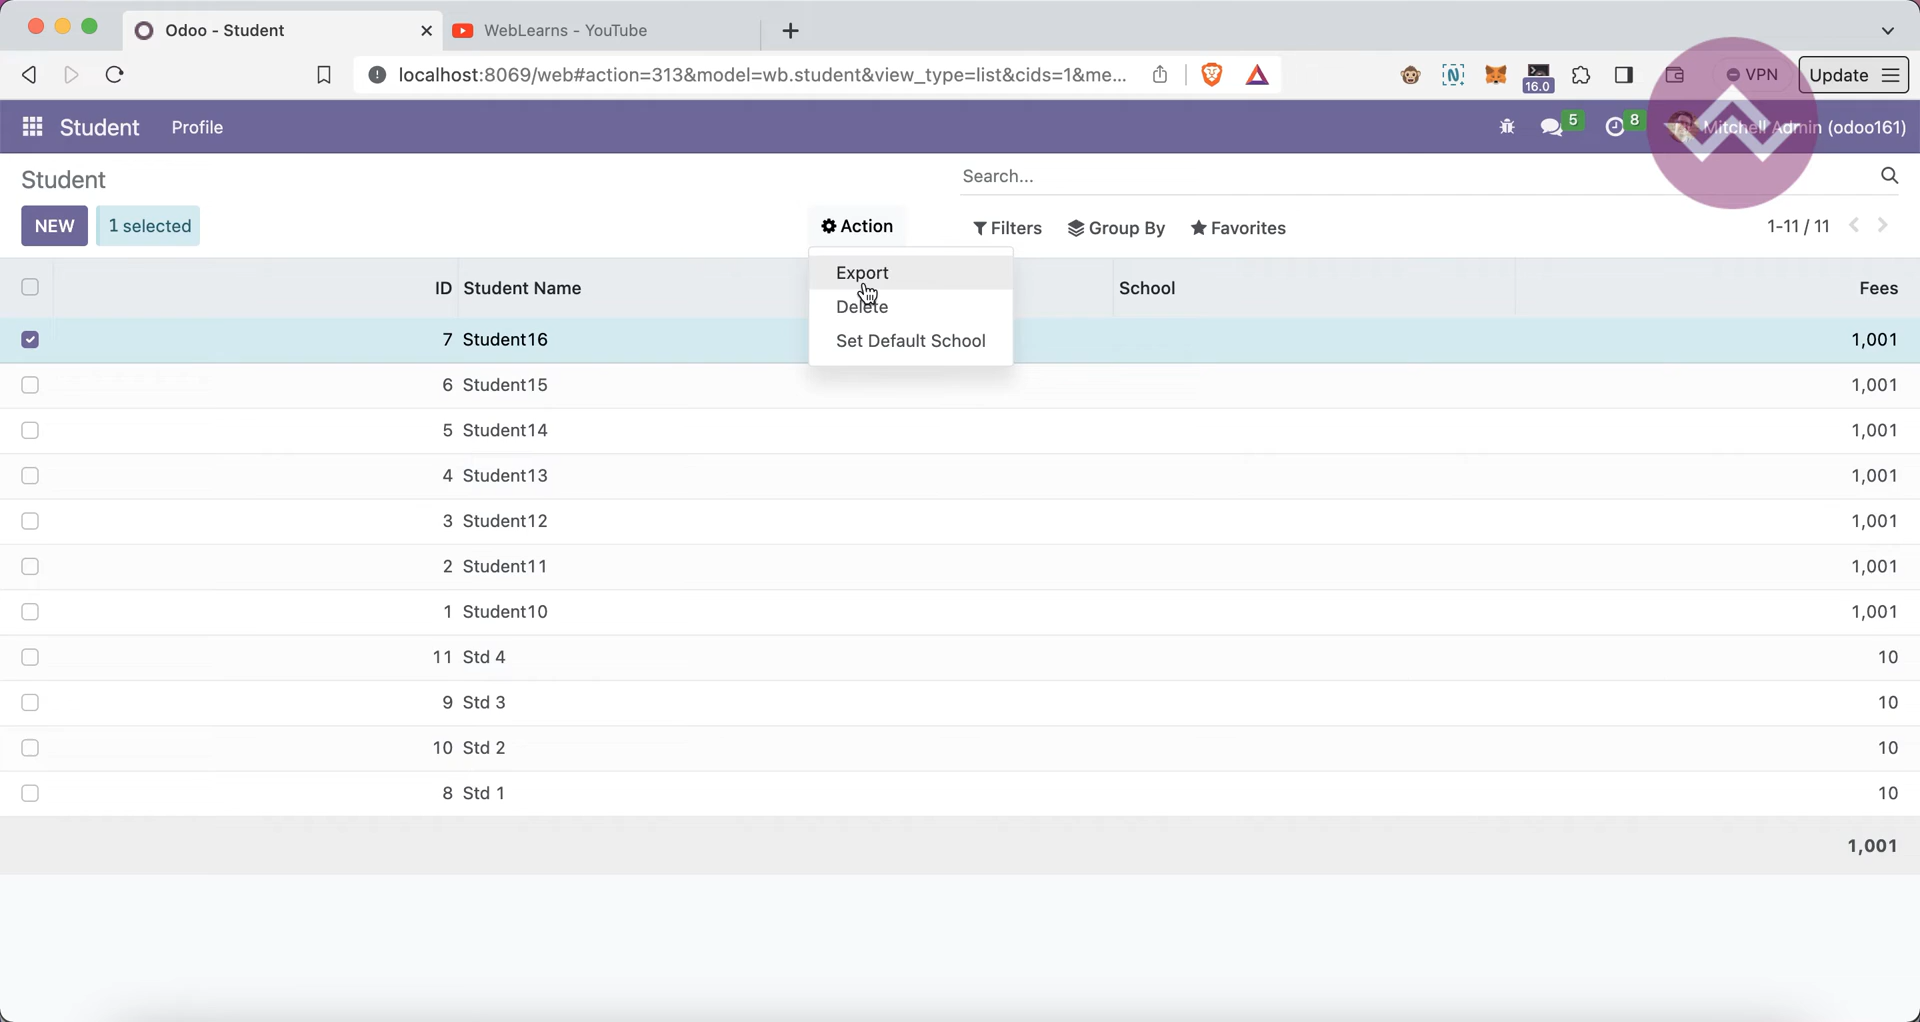 Odoo - Student
WebLearns - YouTube
localhost:8069/web#action=313&model=wb.student&view_type=list&cids=1&me...
16.0
VPN
Update
Student
Profile
5
8
Mitchell Admin (odoo161)
Student
Search...
NEW
1 selected
Action
Filters
Group By
Favorites
1-11 / 11
Export
Delete
Set Default School
ID Student Name School Fees
7 Student16 1,001
6 Student15 1,001
5 Student14 1,001
4 Student13 1,001
3 Student12 1,001
2 Student11 1,001
1 Student10 1,001
11 Std 4 10
9 Std 3 10
10 Std 2 10
8 Std 1 10
1,001